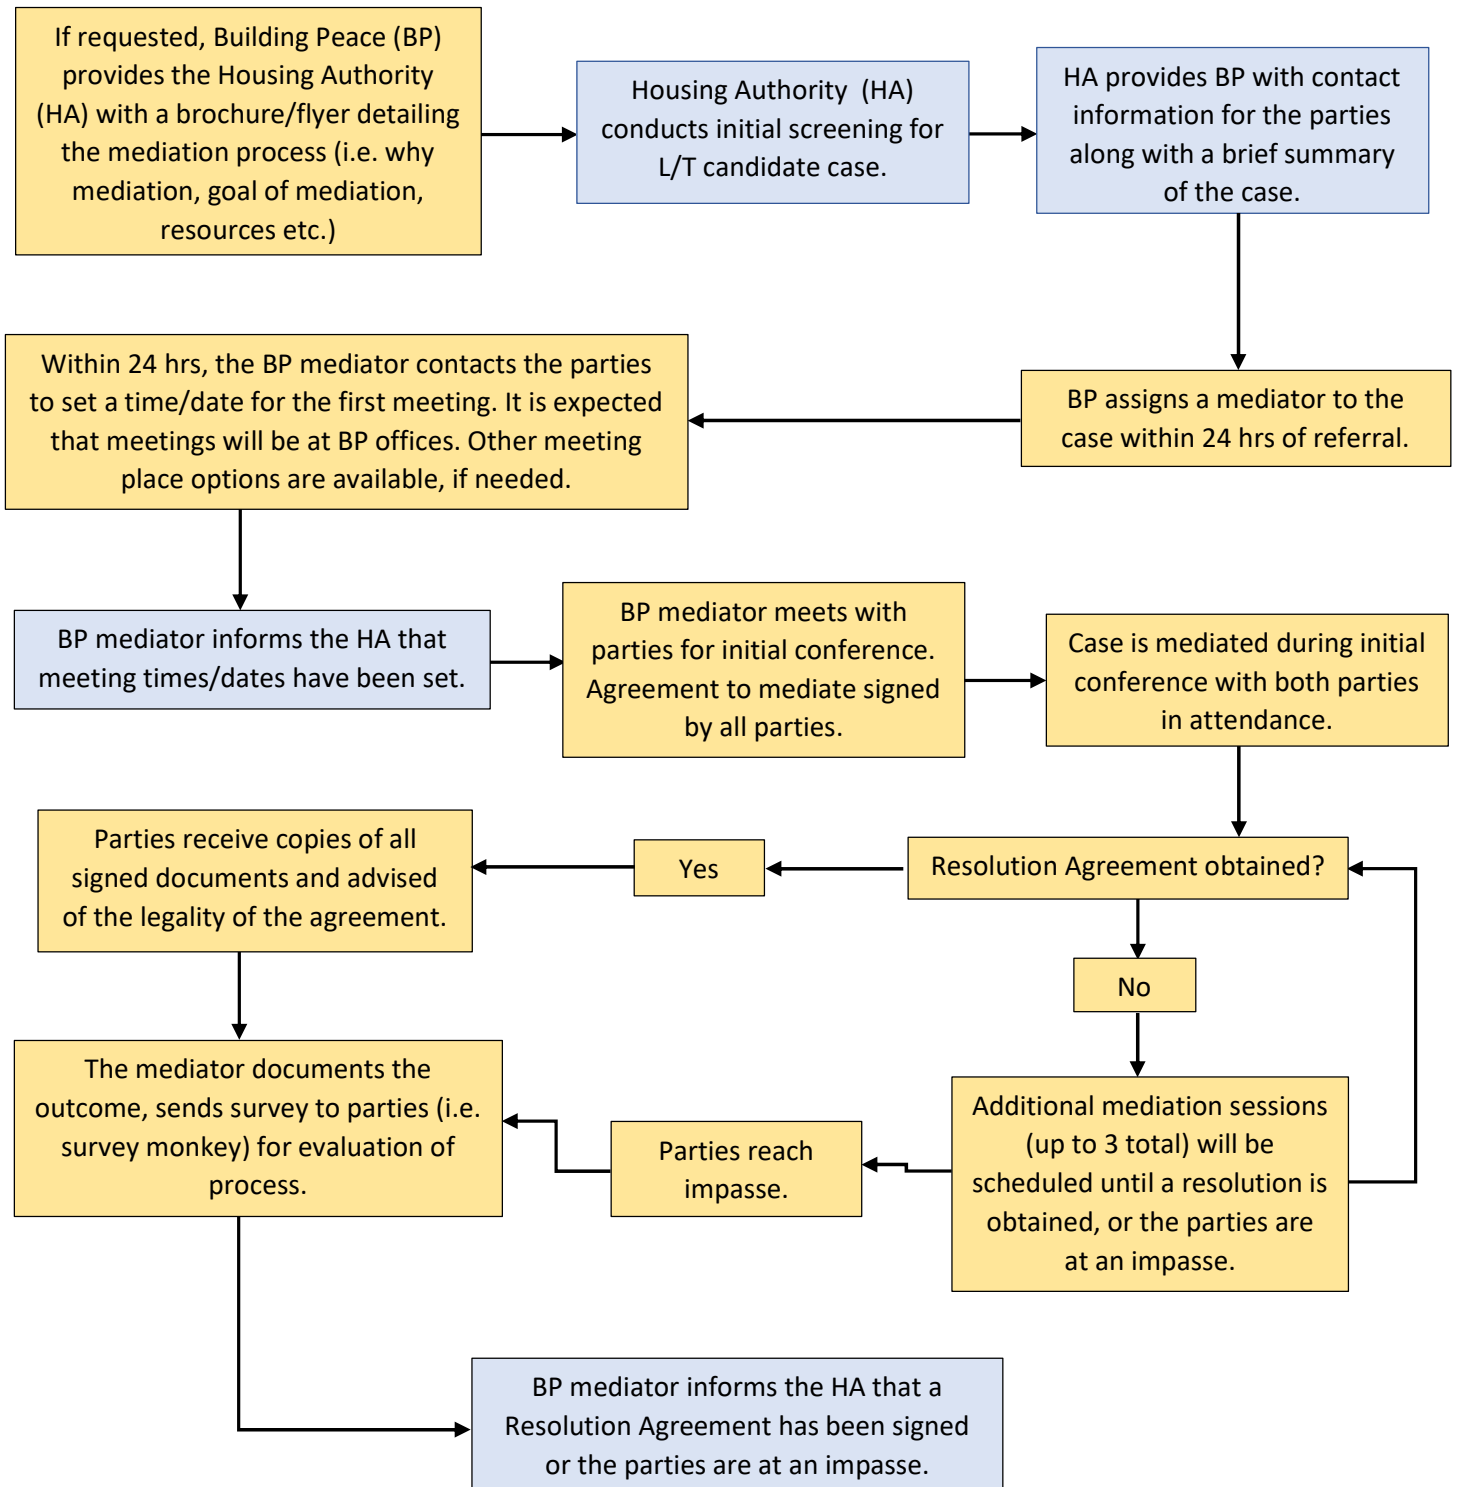 If requested, Building Peace (BP)
provides the Housing Authority
(HA) with a brochure/flyer detailing
the mediation process (i.e. why
mediation, goal of mediation,
resources etc.)
Housing Authority  (HA)
conducts initial screening for
L/T candidate case.
HA provides BP with contact
information for the parties
along with a brief summary
of the case.
BP assigns a mediator to the
case within 24 hrs of referral.
Within 24 hrs, the BP mediator contacts the parties
to set a time/date for the first meeting. It is expected
that meetings will be at BP offices. Other meeting
place options are available, if needed.
BP mediator informs the HA that
meeting times/dates have been set.
BP mediator meets with
parties for initial conference.
Agreement to mediate signed
by all parties.
Case is mediated during initial
conference with both parties
in attendance.
Resolution Agreement obtained?
Yes
Parties receive copies of all
signed documents and advised
of the legality of the agreement.
No
Additional mediation sessions
(up to 3 total) will be
scheduled until a resolution is
obtained, or the parties are
at an impasse.
Parties reach
impasse.
The mediator documents the
outcome, sends survey to parties (i.e.
survey monkey) for evaluation of
process.
BP mediator informs the HA that a
Resolution Agreement has been signed
or the parties are at an impasse.